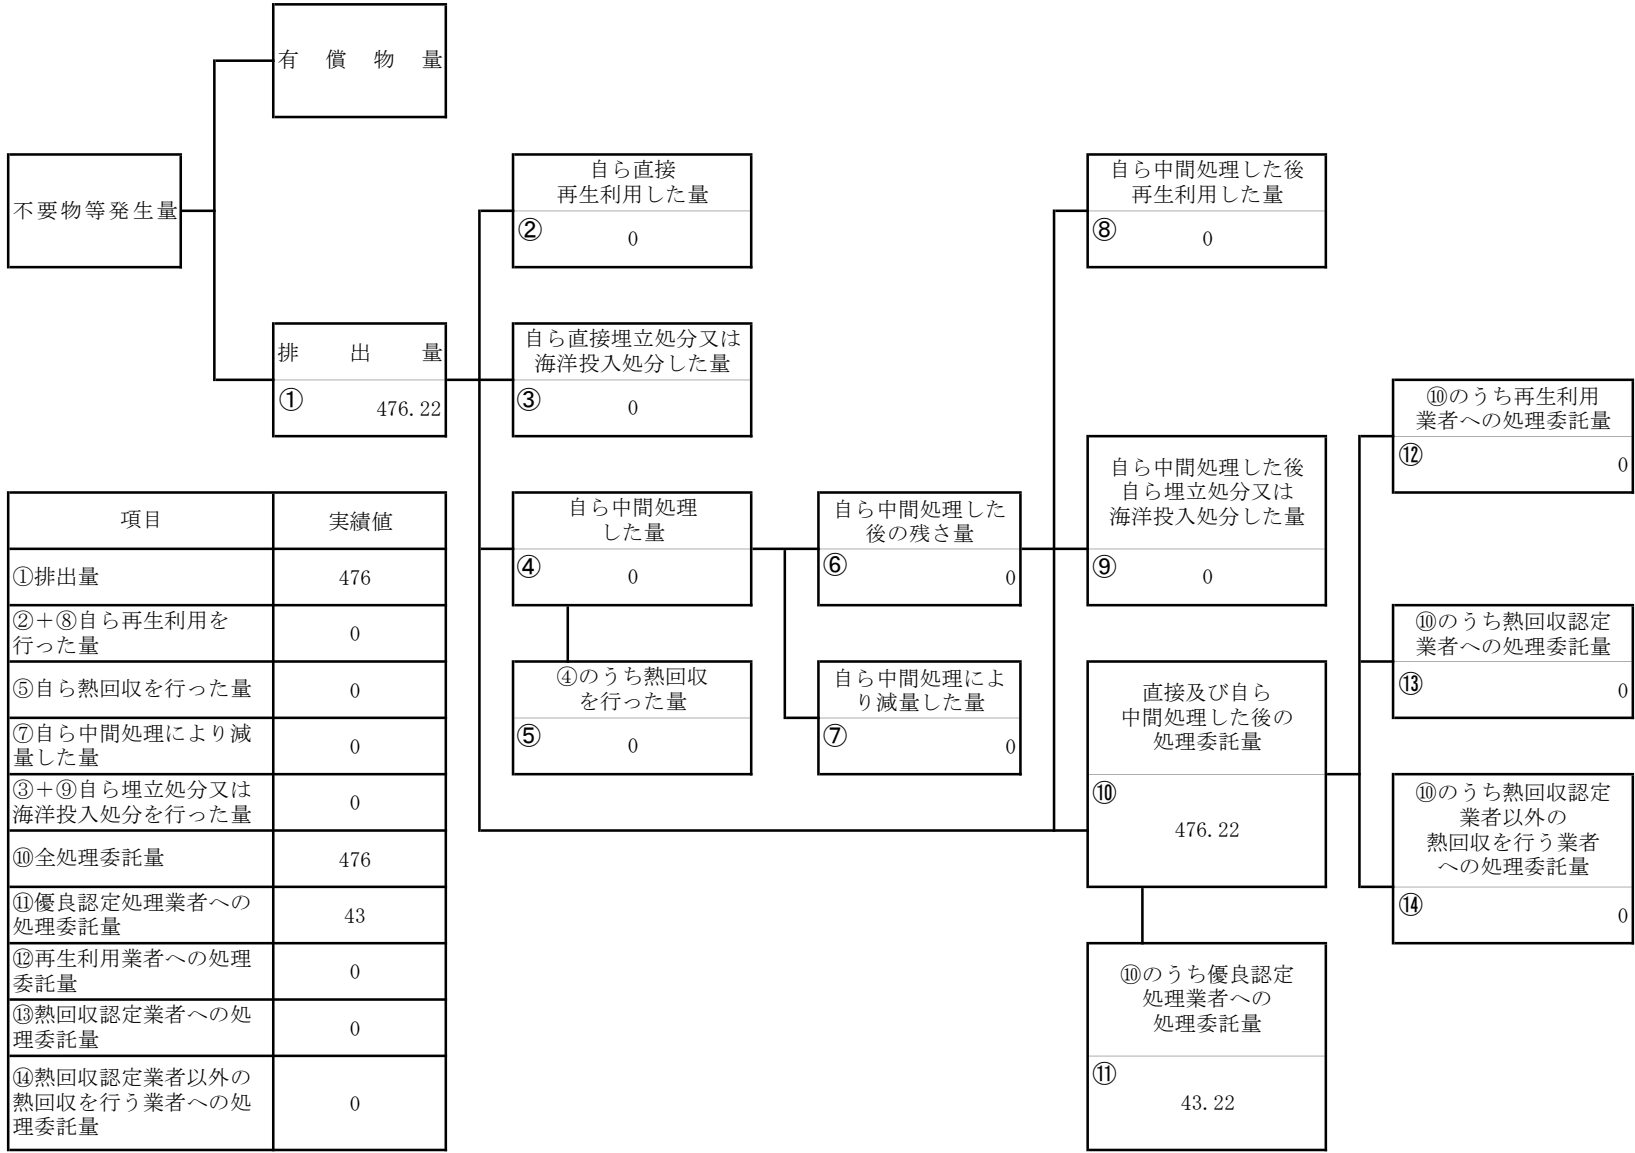 有償物量
不要物等発生量
排出量
①
476.22
自ら直接
再生利用した量
②
0
自ら直接埋立処分又は
海洋投入処分した量
③
0
自ら中間処理
した量
④
0
④のうち熱回収
を行った量
⑤
0
自ら中間処理した
後の残さ量
⑥
0
自ら中間処理によ
り減量した量
⑦
0
自ら中間処理した後
再生利用した量
⑧
0
自ら中間処理した後
自ら埋立処分又は
海洋投入処分した量
⑨
0
直接及び自ら
中間処理した後の
処理委託量
⑩
476.22
⑩のうち優良認定
処理業者への
処理委託量
⑪
43.22
⑩のうち再生利用
業者への処理委託量
⑫
0
⑩のうち熱回収認定
業者への処理委託量
⑬
0
⑩のうち熱回収認定
業者以外の
熱回収を行う業者
への処理委託量
⑭
0
項目
実績値
①排出量
476
②＋⑧自ら再生利用を
行った量
0
⑤自ら熱回収を行った量
0
⑦自ら中間処理により減
量した量
0
③＋⑨自ら埋立処分又は
海洋投入処分を行った量
0
⑩全処理委託量
476
⑪優良認定処理業者への
処理委託量
43
⑫再生利用業者への処理
委託量
0
⑬熱回収認定業者への処
理委託量
0
⑭熱回収認定業者以外の
熱回収を行う業者への処
理委託量
0